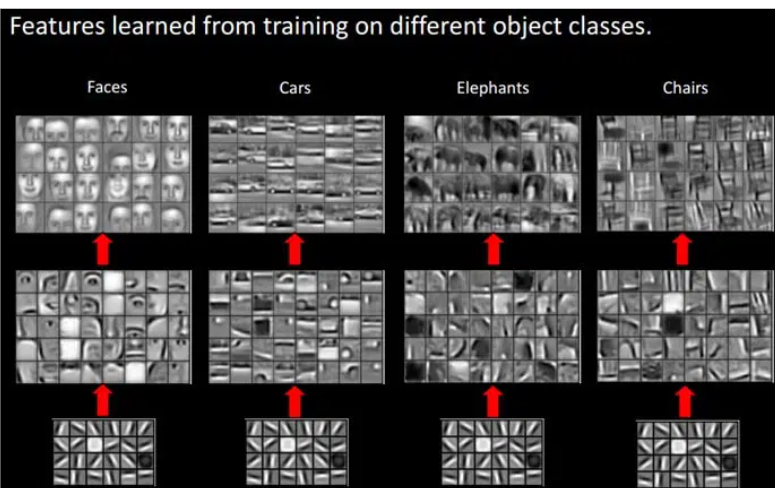 Features learned from training on different object classes.
Faces
Cars
Elephants
Chairs